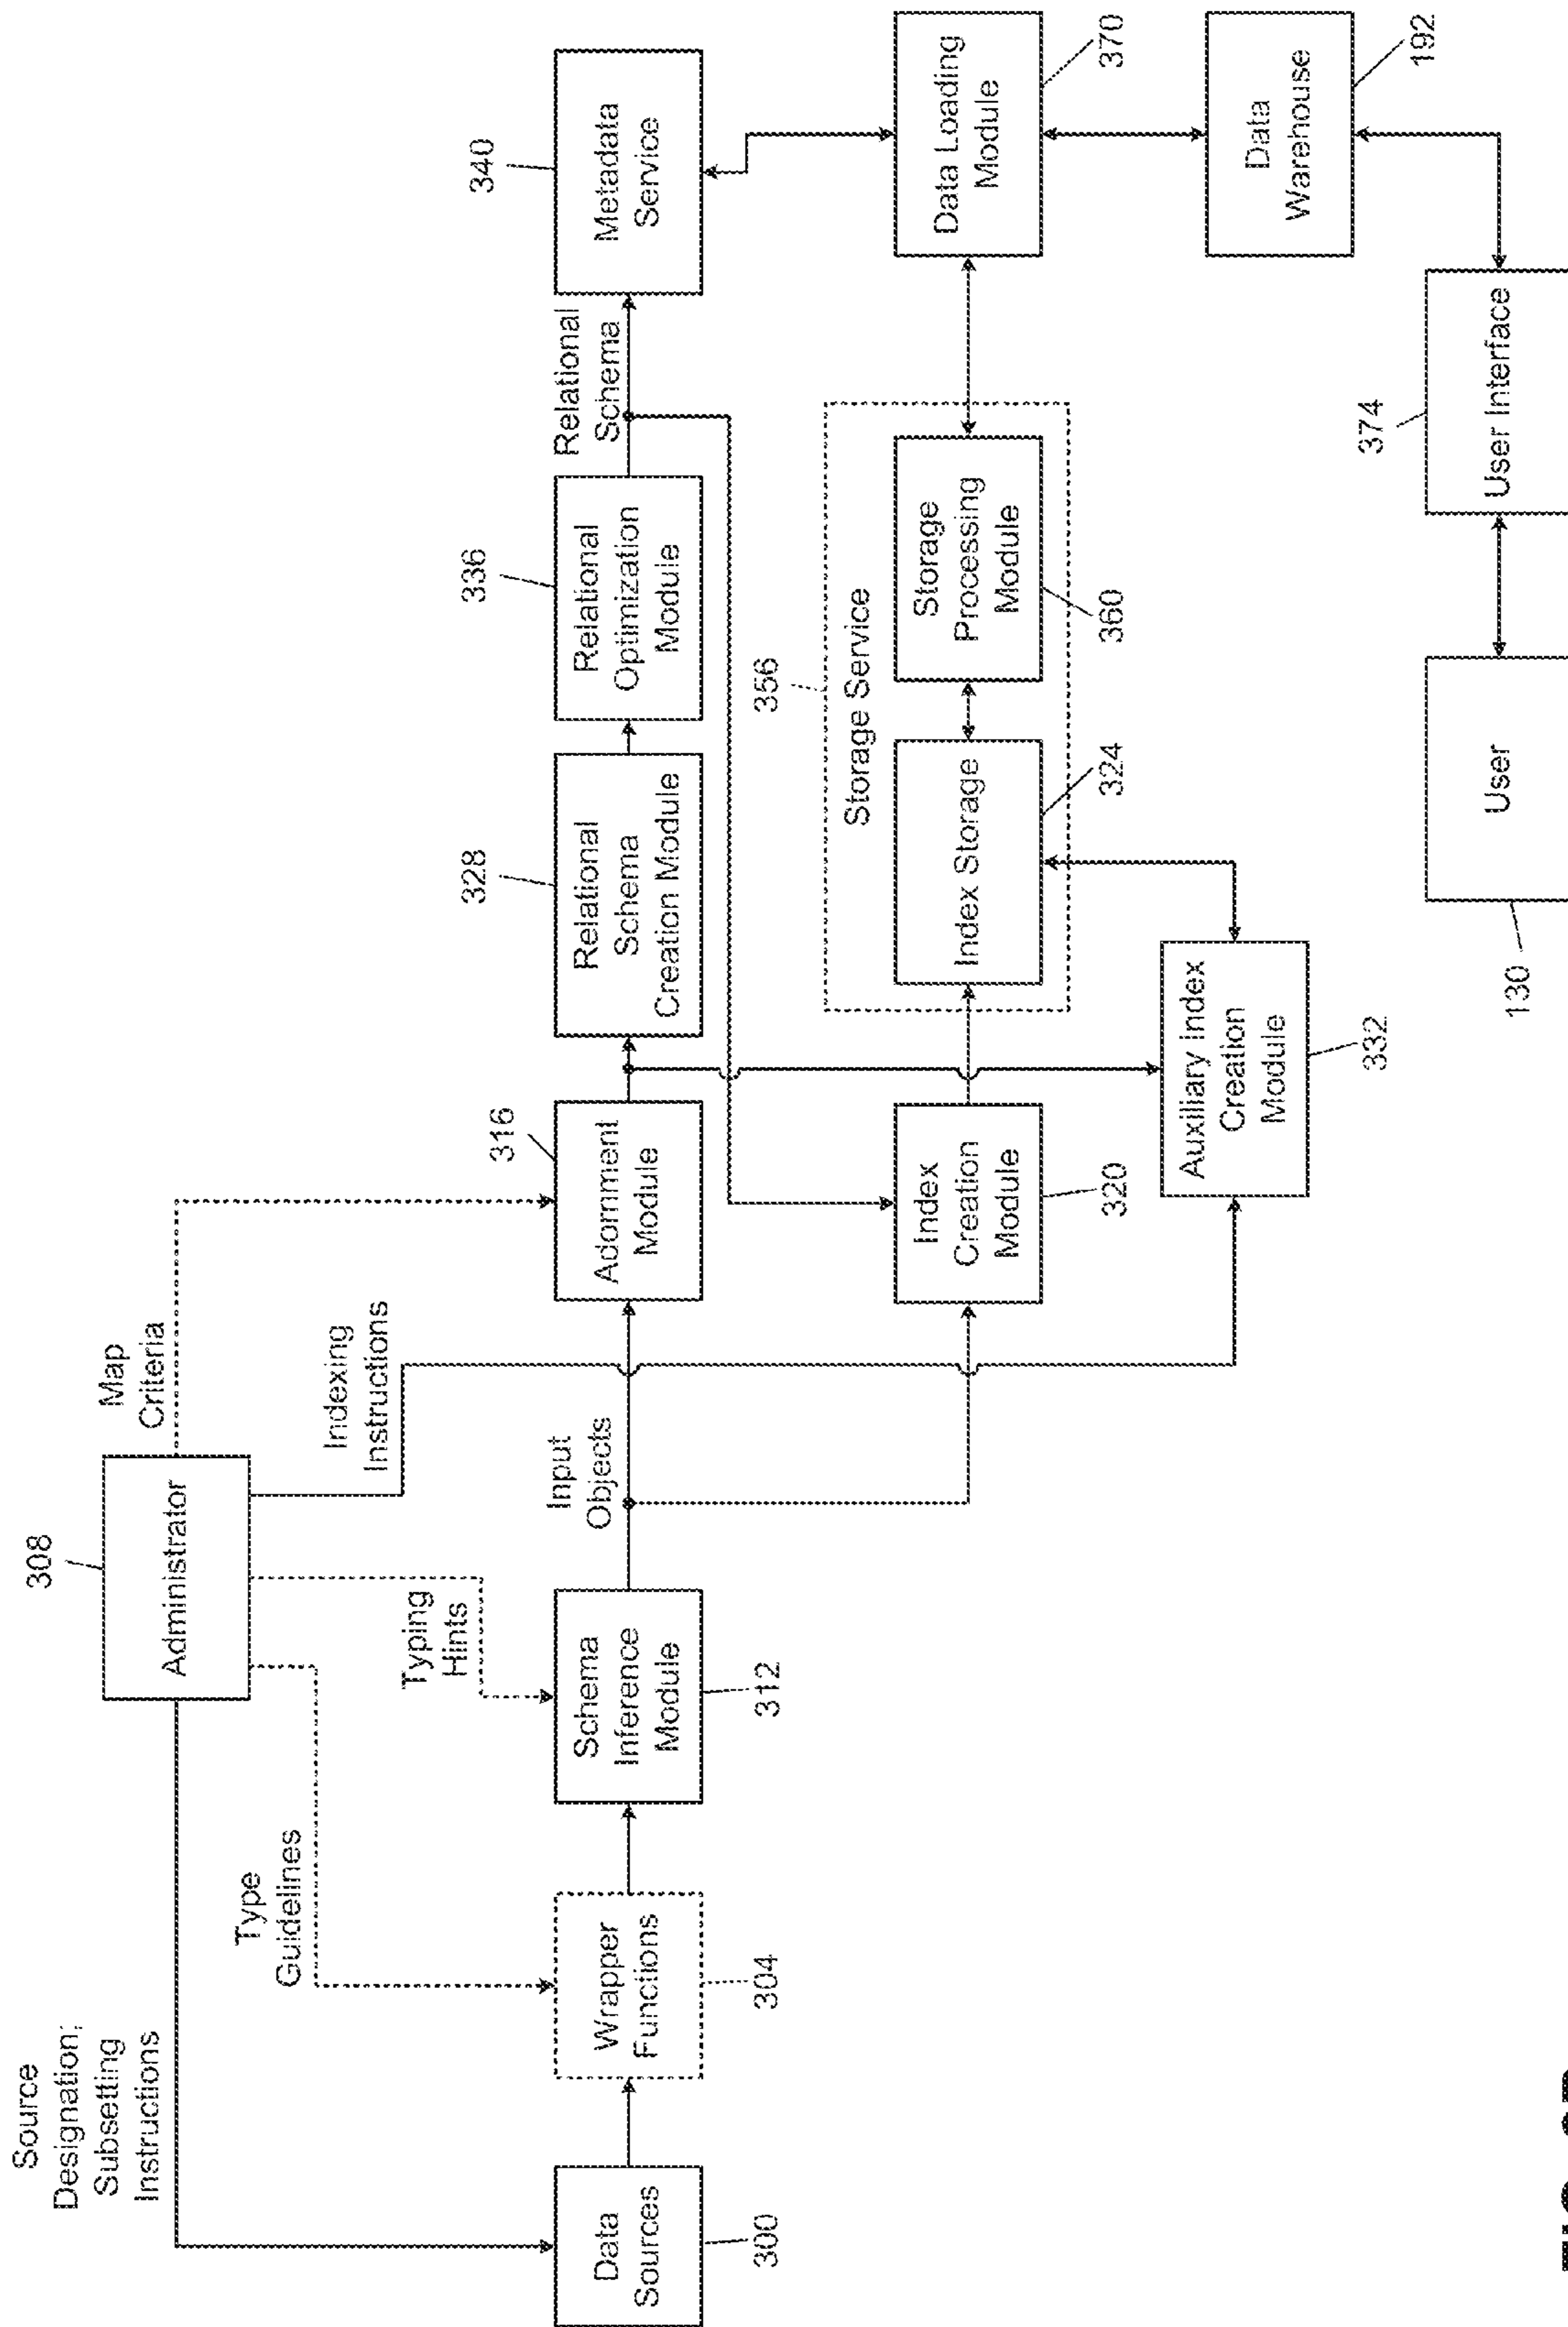 Source
Designation;
Subsetting
Instructions
308
Administrator
Map
Criteria
Type
Guidelines
Typing
Hints
Indexing
Instructions
Data
Sources
300
Wrapper
Functions
304
Schema
Inference
Module
312
Input
Objects
316
Adornment
Module
328
Relational
Schema
Creation Module
336
Relational
Optimization
Module
Relational
Schema
340
Metadata
Service
Index
Creation
Module
320
356
Storage Service
Index Storage
324
Storage
Processing
Module
360
Data Loading
Module
370
Auxiliary Index
Creation
Module
332
Data
Warehouse
192
User
130
User Interface
374